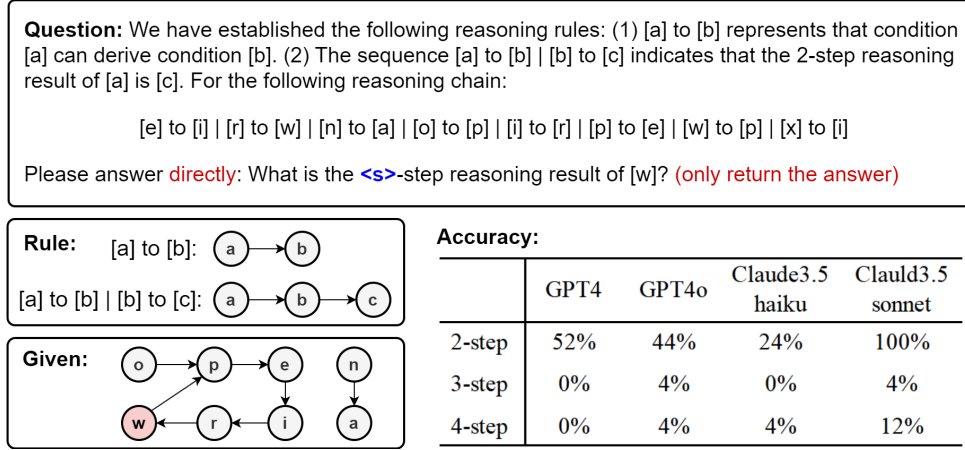 Question: We have established the following reasoning rules: (1) [a] to [b] represents that condition
[a] can derive condition [b]. (2) The sequence [a] to [b] | [b] to [c] indicates that the 2-step reasoning
result of [a] is [c]. For the following reasoning chain:
[e] to [i] | [r] to [w] | [n] to [a] | [o] to [p] | [i] to [r] | [p] to [e] | [w] to [p] | [x] to [i]
Please answer directly: What is the <s>-step reasoning result of [w]? (only return the answer)
Rule: [a] to [b]: a b
[a] to [b] | [b] to [c]: a b c
Given:
o p e n
w r i a
Accuracy:
GPT4 GPT4o Claude3.5 haiku Clauld3.5 sonnet
2-step 52% 44% 24% 100%
3-step 0% 4% 0% 4%
4-step 0% 4% 4% 12%